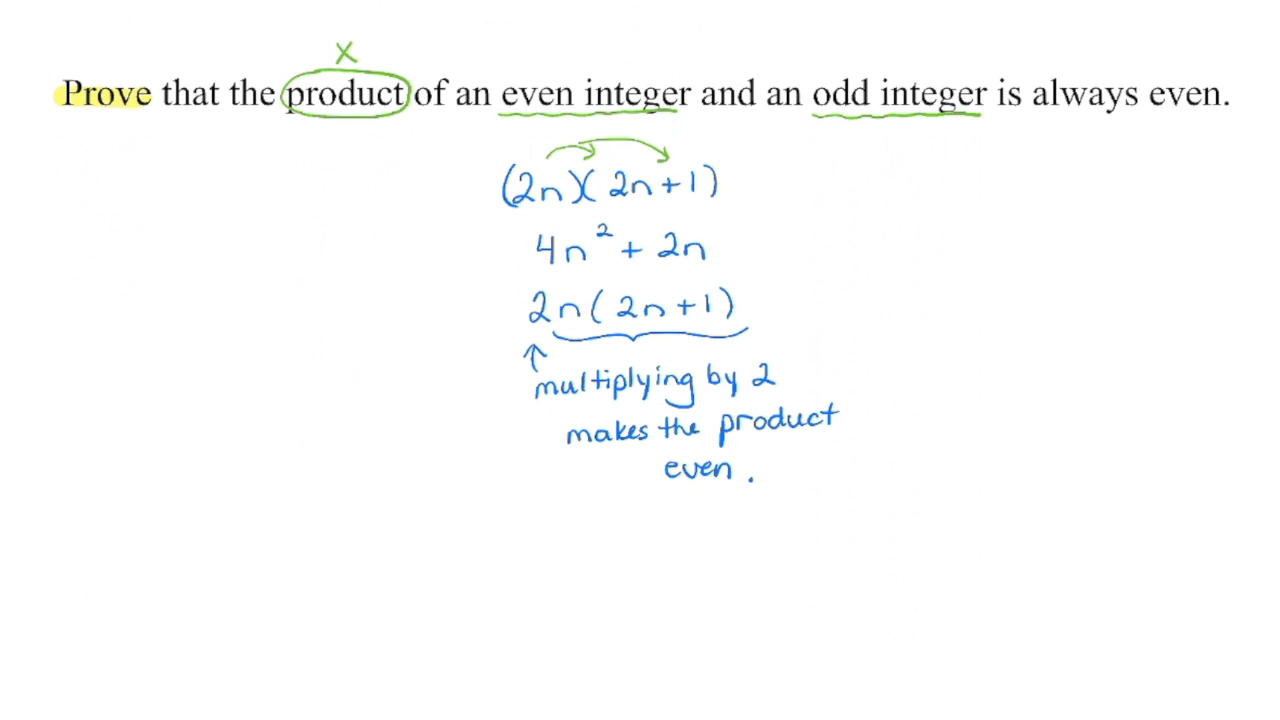 x
Prove that the product of an even integer and an odd integer is always even.
(2n)(2n+1)
4n² + 2n
2n(2n+1)
multiplying by 2
makes the product
even.